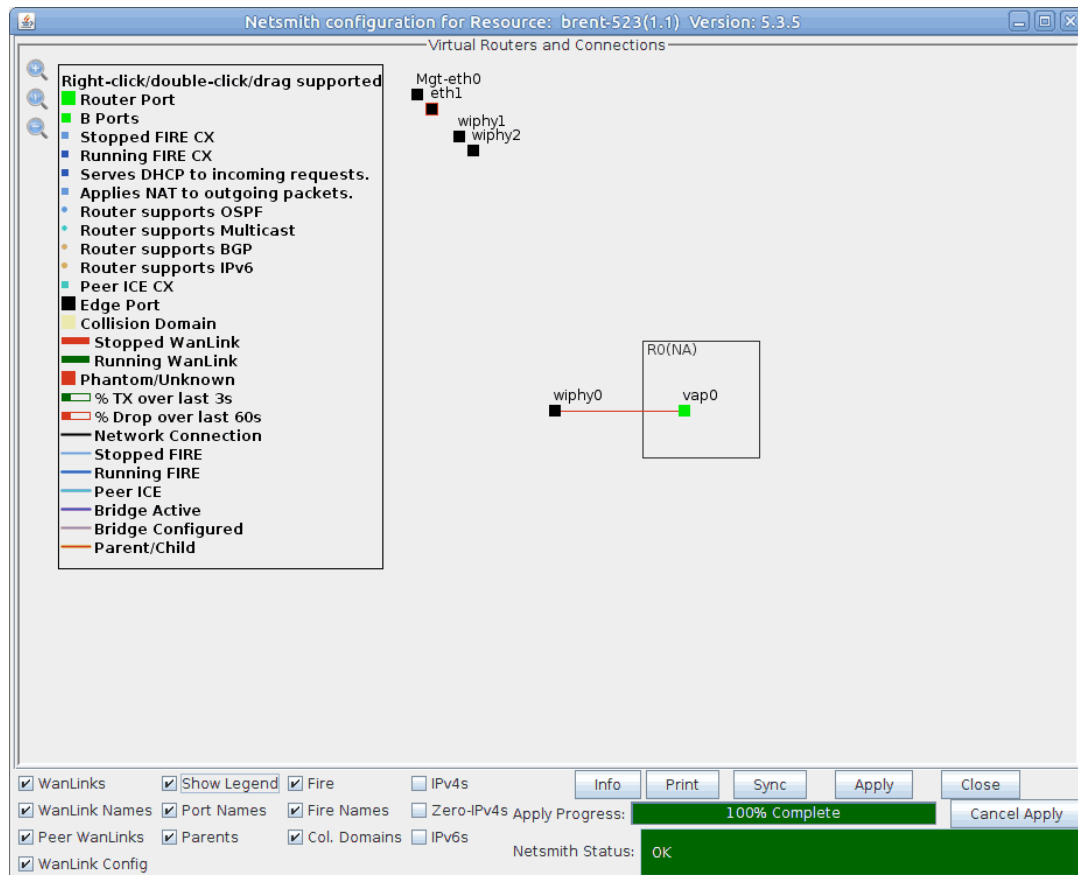 Netsmith configuration for Resource: brent-523(1.1) Version: 5.3.5
Virtual Routers and Connections
Right-click/double-click/drag supported
Router Port
B Ports
Stopped FIRE CX
Running FIRE CX
Serves DHCP to incoming requests.
Applies NAT to outgoing packets.
Router supports OSPF
Router supports Multicast
Router supports BGP
Router supports IPv6
Peer ICE CX
Edge Port
Collision Domain
Stopped WanLink
Running WanLink
Phantom/Unknown
% TX over last 3s
% Drop over last 60s
Network Connection
Stopped FIRE
Running FIRE
Peer ICE
Bridge Active
Bridge Configured
Parent/Child
Mgt-eth0
eth1
wiphy1
wiphy2
R0(NA)
wiphy0
vap0
WanLinks
Show Legend
Fire
IPv4s
Info
Print
Sync
Apply
Close
WanLink Names
Port Names
Fire Names
Zero-IPv4s
Apply Progress:
100% Complete
Cancel Apply
Peer WanLinks
Parents
Col. Domains
IPv6s
Netsmith Status:
OK
WanLink Config